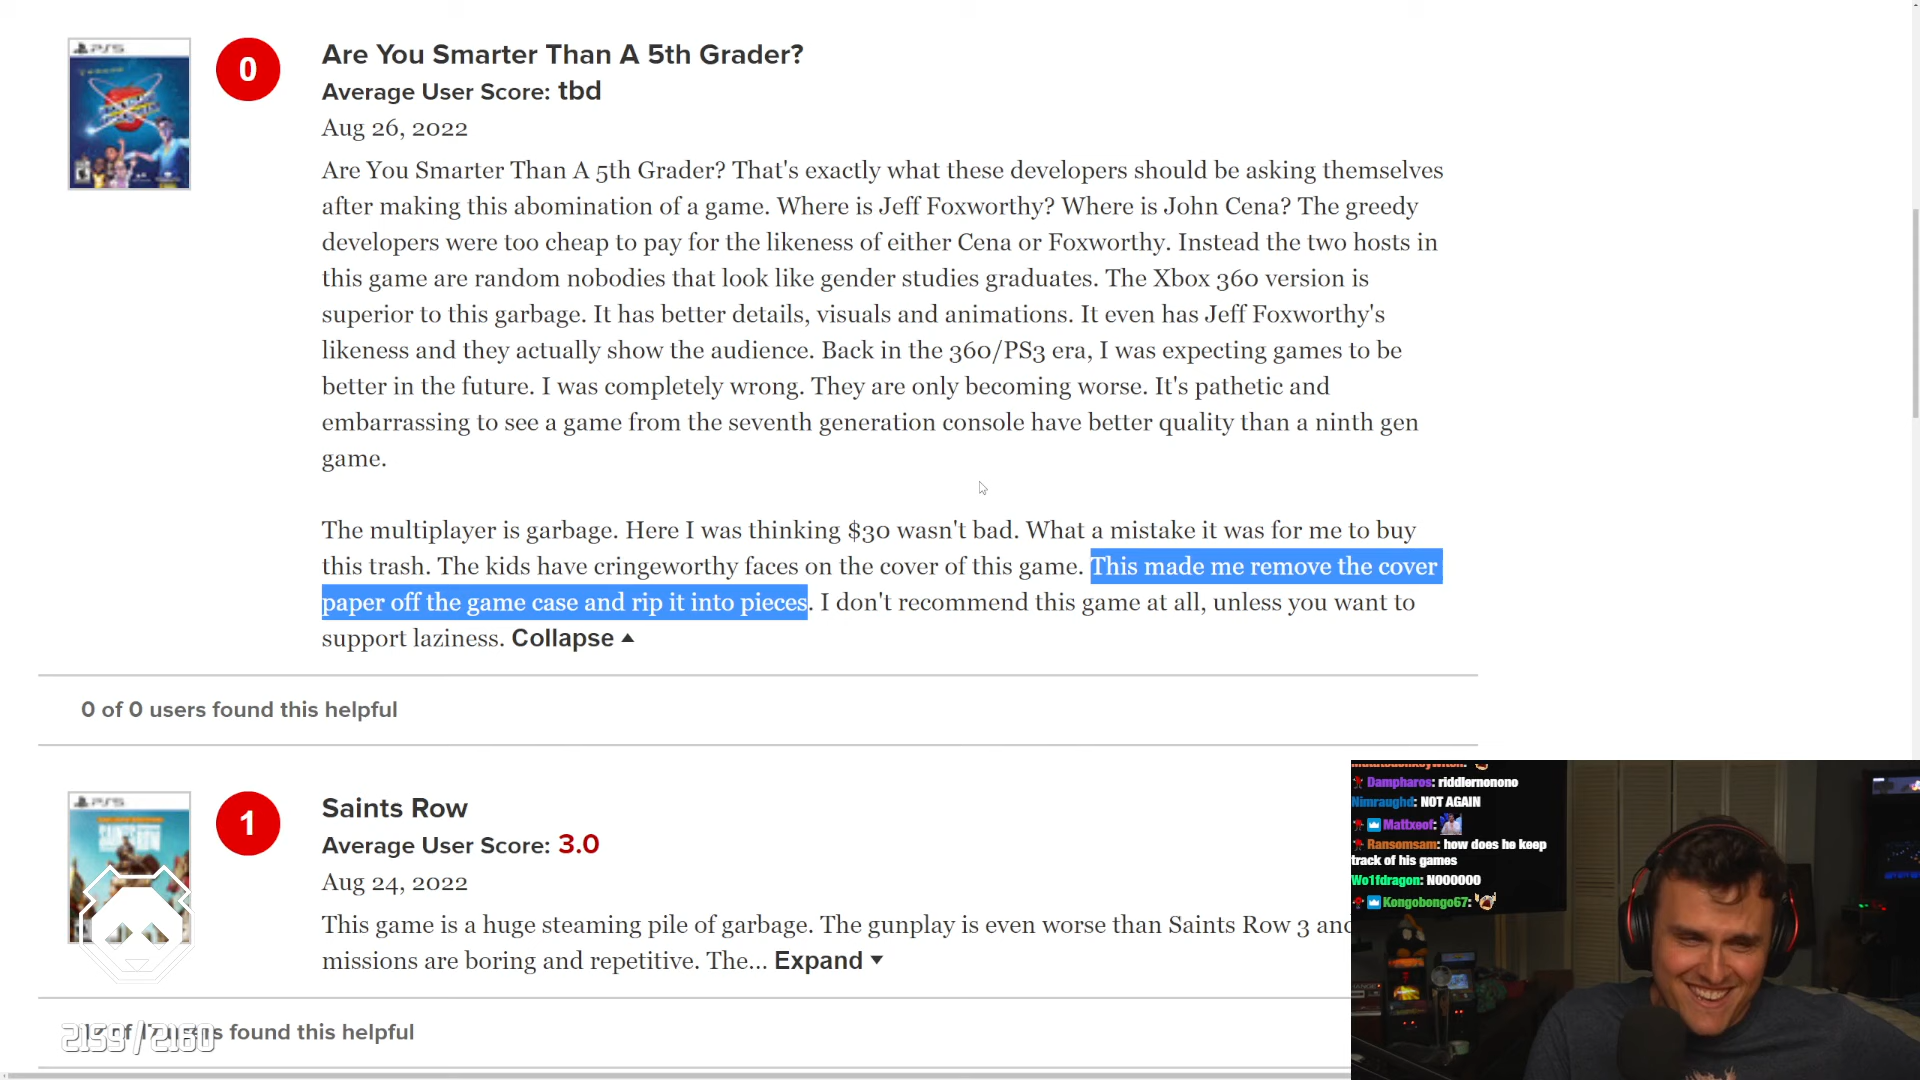 PS5
0
Are You Smarter Than A 5th Grader?
Average User Score: tbd
Aug 26, 2022
Are You Smarter Than A 5th Grader? That's exactly what these developers should be asking themselves
after making this abomination of a game. Where is Jeff Foxworthy? Where is John Cena? The greedy
developers were too cheap to pay for the likeness of either Cena or Foxworthy. Instead the two hosts in
this game are random nobodies that look like gender studies graduates. The Xbox 360 version is
superior to this garbage. It has better details, visuals and animations. It even has Jeff Foxworthy's
likeness and they actually show the audience. Back in the 360/PS3 era, I was expecting games to be
better in the future. I was completely wrong. They are only becoming worse. It's pathetic and
embarrassing to see a game from the seventh generation console have better quality than a ninth gen
game.
The multiplayer is garbage. Here I was thinking $30 wasn't bad. What a mistake it was for me to buy
this trash. The kids have cringeworthy faces on the cover of this game. This made me remove the cover
paper off the game case and rip it into pieces. I don't recommend this game at all, unless you want to
support laziness. Collapse
0 of 0 users found this helpful
PS5
SAINTS ROW
1
Saints Row
Average User Score: 3.0
Aug 24, 2022
This game is a huge steaming pile of garbage. The gunplay is even worse than Saints Row 3 and
missions are boring and repetitive. The... Expand
users found this helpful
2159/2160
Dampharos: riddlernonono
Nimraughd: NOT AGAIN
Mattxeof:
Ransomsam: how does he keep
track of his games
Wo1fdragon: NOOOOOO
Kongobongo67: